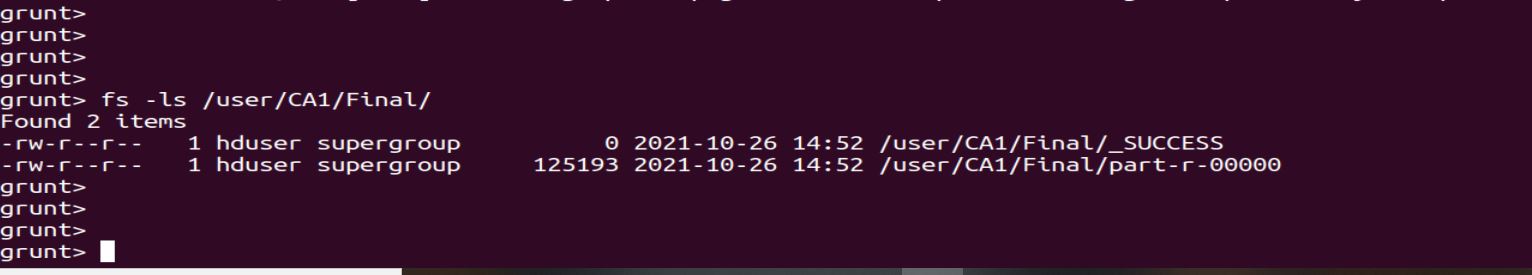 grunt>
grunt>
grunt>
grunt>
grunt> fs -ls /user/CA1/Final/
Found 2 items
-rw-r--r--   1 hduser supergroup          0 2021-10-26 14:52 /user/CA1/Final/_SUCCESS
-rw-r--r--   1 hduser supergroup     125193 2021-10-26 14:52 /user/CA1/Final/part-r-00000
grunt>
grunt>
grunt>
grunt>